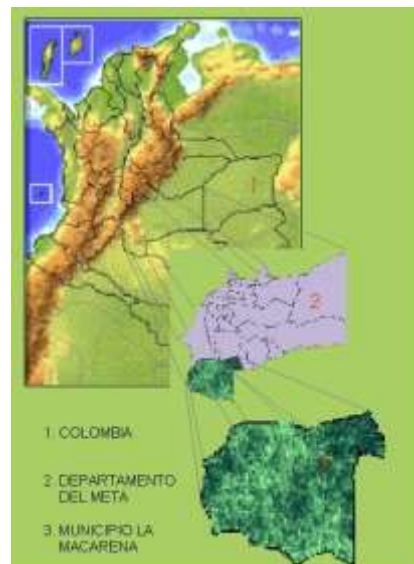 1
2
1. COLOMBIA
2. DEPARTAMENTO
DEL META
3. MUNICIPIO LA
MACARENA